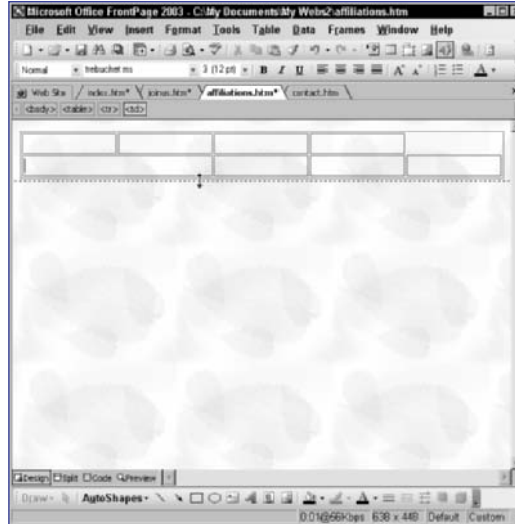 Microsoft Office FrontPage 2003 - C:\My Documents\My Webs2\affiliations.htm
File Edit View Insert Format Tools Table Data Frames Window Help
Normal trebuchet ms 3 (12 pt) B I U A A A
Web Site index.htm* joinus.htm* affiliations.htm* contact.htm
<body> <table> <tr> <td>
Design Split Code Preview
Draw AutoShapes A
0:01@56Kbps 638 x 448 Default Custom